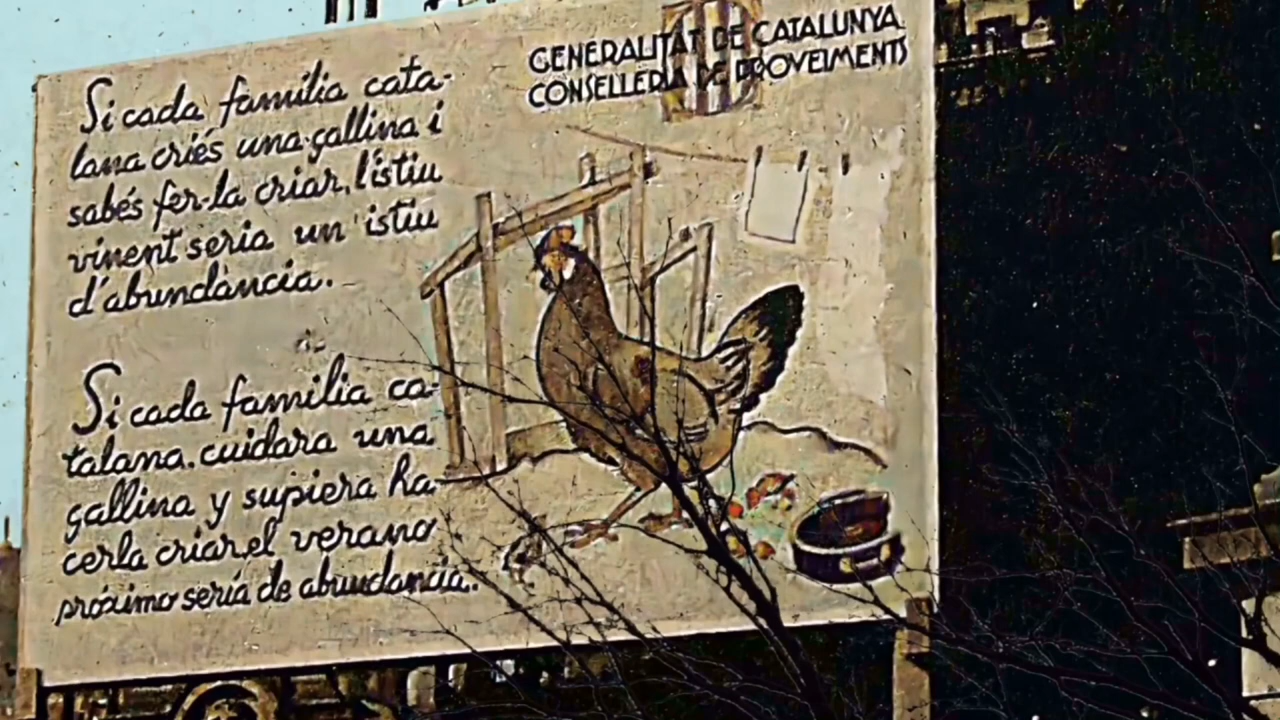 GENERALITAT DE CATALUNYA
CONSELLERIA DE PROVEIMENTS
Si cada família cata-
lana criés una gallina i
sabés fer-la criar, l'istiu
vinent seria un istiu
d'abundància.
Si cada familia ca-
talana cuidara una
gallina y supiera ha-
cerla criar, el verano
próximo sería de abundancia.